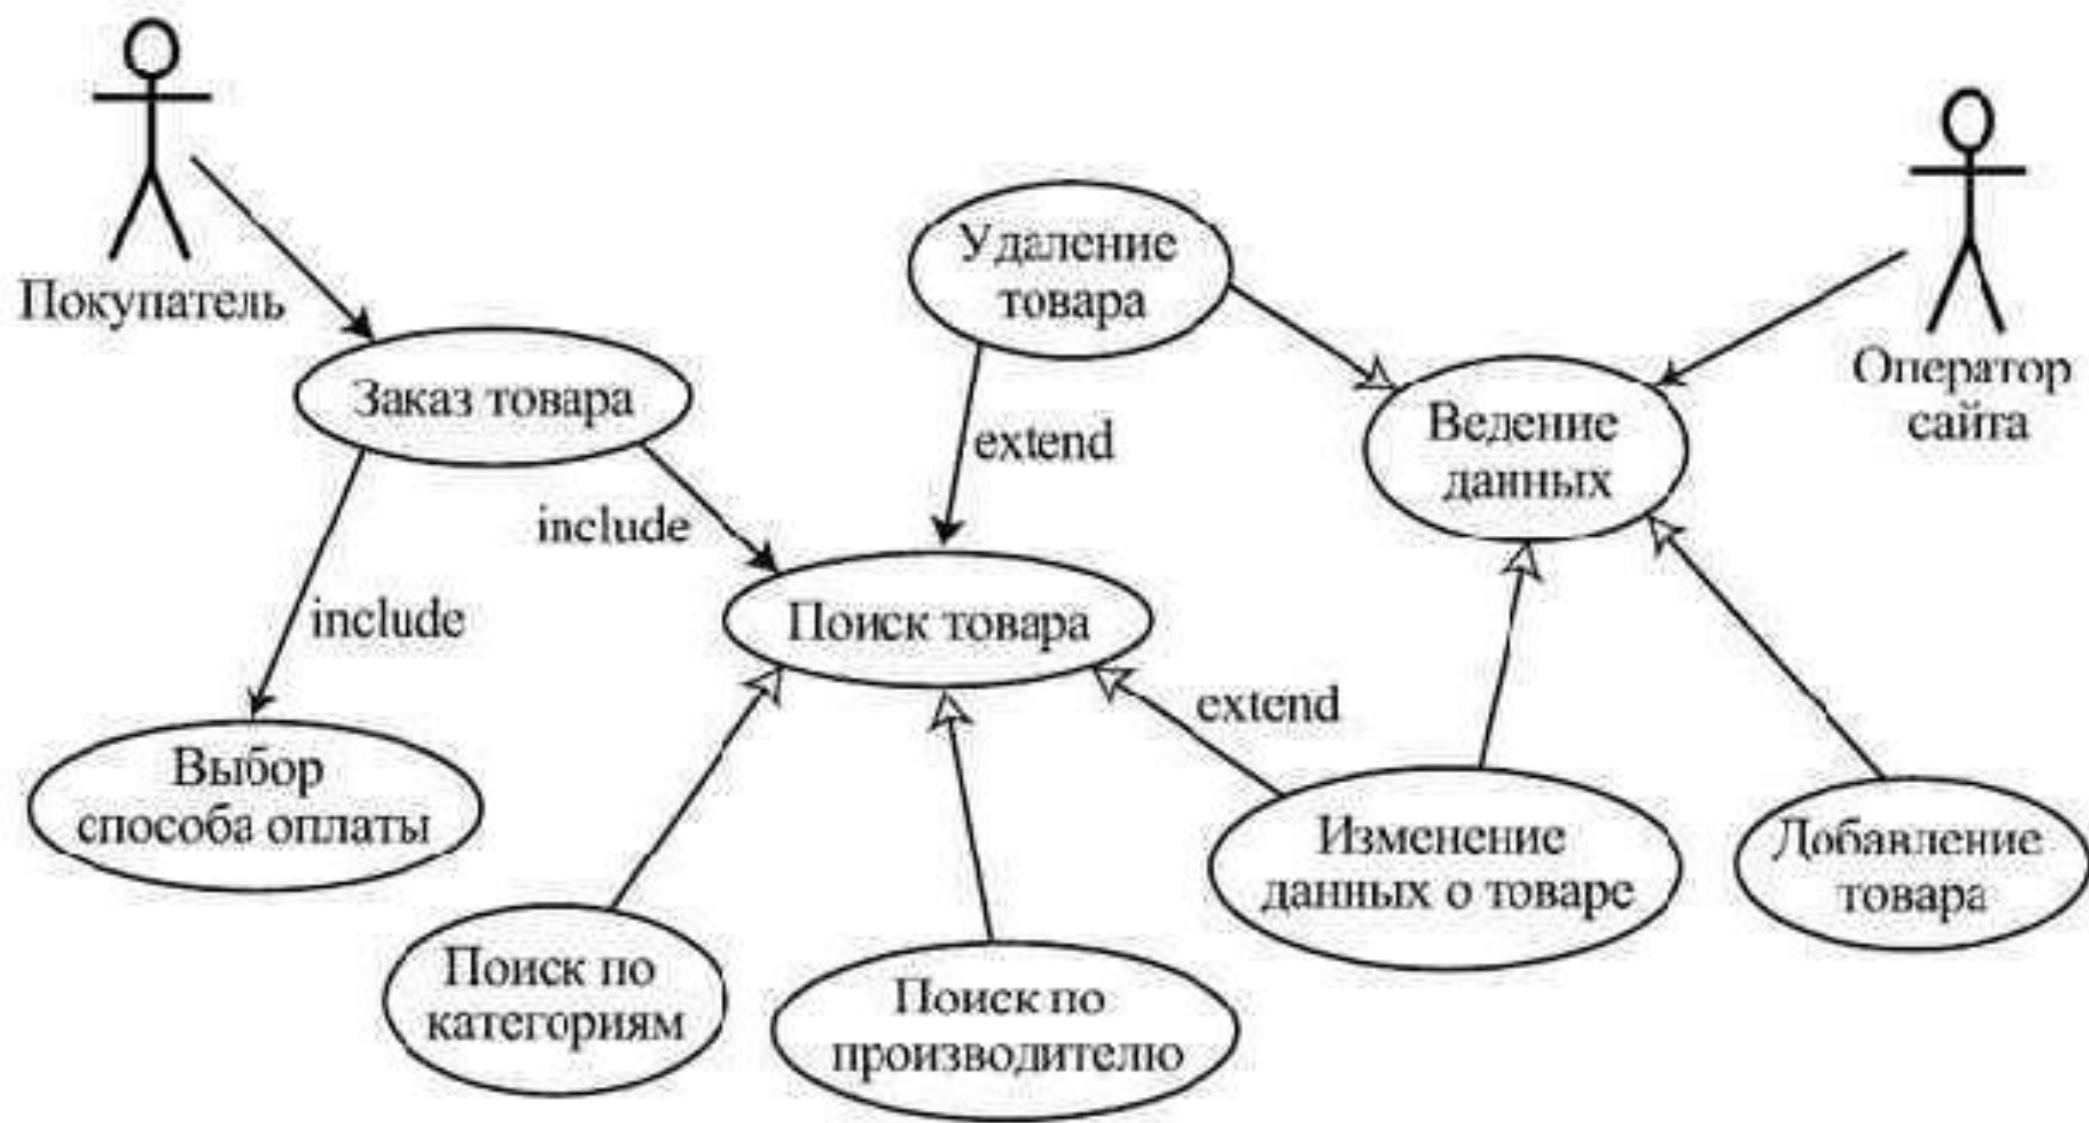 Покупатель
Удаление
товара
Оператор
сайта
Заказ товара
Ведение
данных
extend
include
include
Поиск товара
extend
Выбор
способа оплаты
Изменение
данных о товаре
Добавление
товара
Поиск по
категориям
Поиск по
производителю